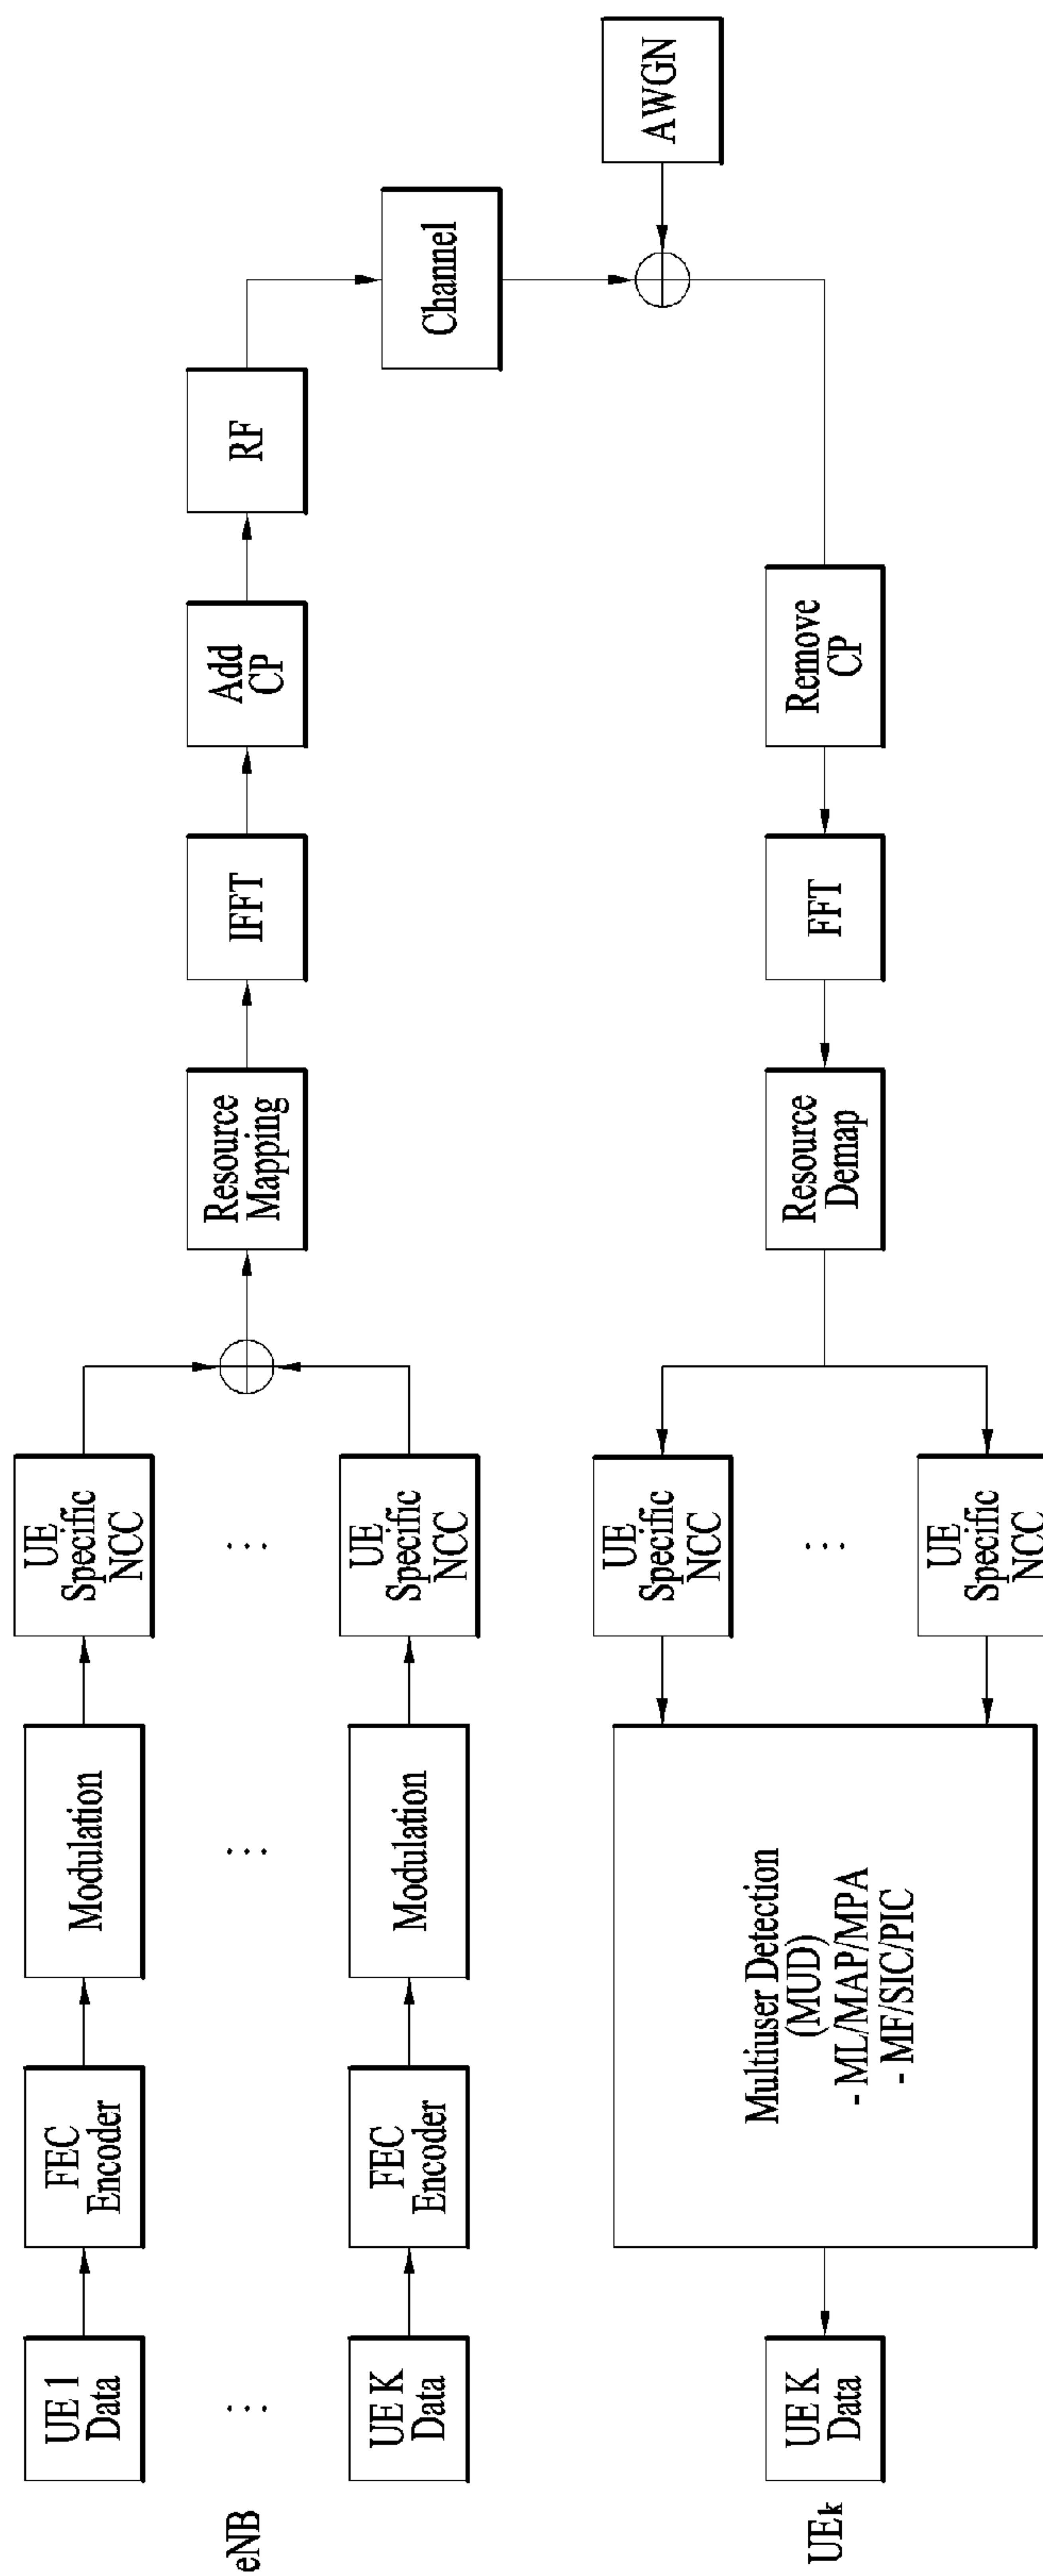 eNB
UE 1
Data
FEC
Encoder
Modulation
UE
Specific
NCC
...
...
...
UE K
Data
FEC
Encoder
Modulation
UE
Specific
NCC
Resource
Mapping
IFFT
Add
CP
RF
Channel
AWGN
UEk
UE K
Data
Multiuser Detection
(MUD)
- ML/MAP/MPA
- MF/SIC/PIC
UE
Specific
NCC
...
UE
Specific
NCC
Resource
Demap
FFT
Remove
CP